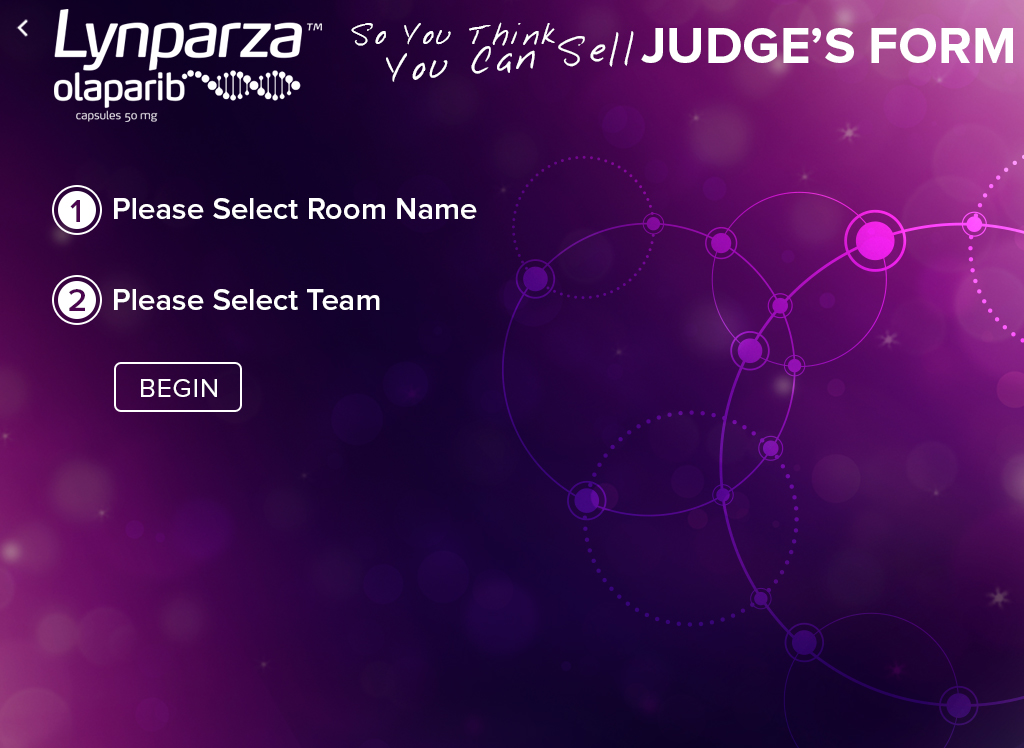 Lynparza™
olaparib
capsules 50 mg
So You Think
You Can Sell
JUDGE'S FORM
1 Please Select Room Name
2 Please Select Team
BEGIN